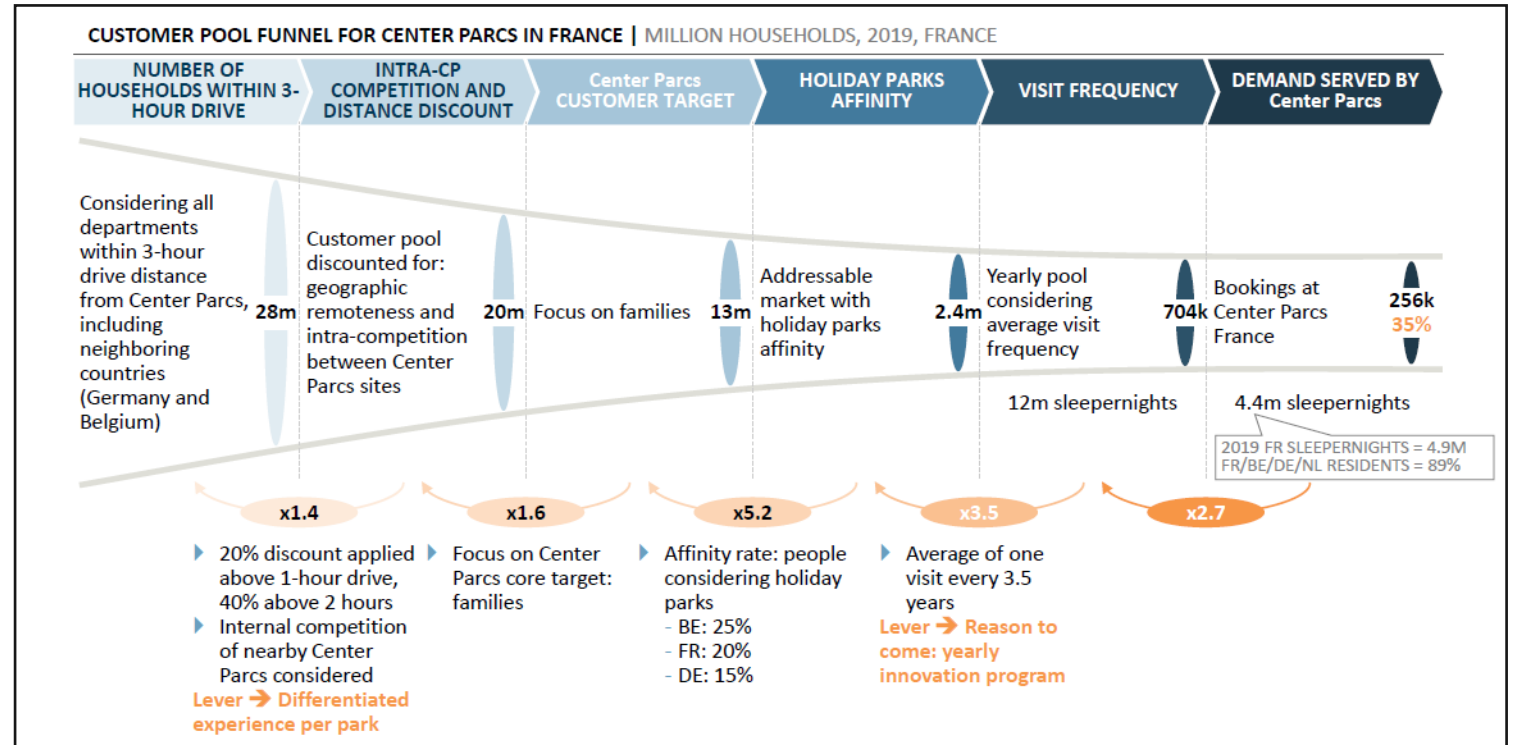 CUSTOMER POOL FUNNEL FOR CENTER PARCS IN FRANCE | MILLION HOUSEHOLDS, 2019, FRANCE
NUMBER OF
HOUSEHOLDS WITHIN 3-
HOUR DRIVE
INTRA-CP
COMPETITION AND
DISTANCE DISCOUNT
Center Parcs
CUSTOMER TARGET
HOLIDAY PARKS
AFFINITY
VISIT FREQUENCY
DEMAND SERVED BY
Center Parcs
Considering all
departments
within 3-hour
drive distance
from Center Parcs,
including
neighboring
countries
(Germany and
Belgium)
28m
Customer pool
discounted for:
geographic
remoteness and
intra-competition
between Center
Parcs sites
20m
Focus on families
13m
Addressable
market with
holiday parks
affinity
2.4m
Yearly pool
considering
average visit
frequency
704k
Bookings at
Center Parcs
France
256k
35%
12m sleepernights
4.4m sleepernights
2019 FR SLEEPERNIGHTS = 4.9M
FR/BE/DE/NL RESIDENTS = 89%
x1.4
x1.6
x5.2
x3.5
x2.7
20% discount applied
above 1-hour drive,
40% above 2 hours
Internal competition
of nearby Center
Parcs considered
Lever ➔ Differentiated
experience per park
Focus on Center
Parcs core target:
families
Affinity rate: people
considering holiday
parks
- BE: 25%
- FR: 20%
- DE: 15%
Average of one
visit every 3.5
years
Lever ➔ Reason to
come: yearly
innovation program